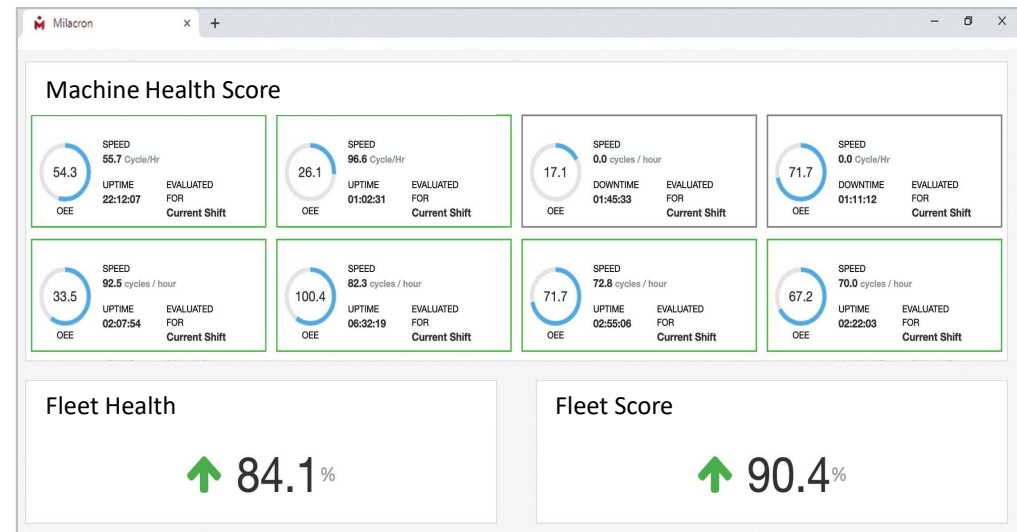 Milacron
Machine Health Score
54.3
OEE
SPEED
55.7 Cycle/Hr
UPTIME
22:12:07
EVALUATED
FOR
Current Shift
26.1
OEE
SPEED
96.6 Cycle/Hr
UPTIME
01:02:31
EVALUATED
FOR
Current Shift
17.1
OEE
SPEED
0.0 cycles / hour
DOWNTIME
01:45:33
EVALUATED
FOR
Current Shift
71.7
OEE
SPEED
0.0 Cycle/Hr
DOWNTIME
01:11:12
EVALUATED
FOR
Current Shift
33.5
OEE
SPEED
92.5 cycles / hour
UPTIME
02:07:54
EVALUATED
FOR
Current Shift
100.4
OEE
SPEED
82.3 cycles / hour
UPTIME
06:32:19
EVALUATED
FOR
Current Shift
71.7
OEE
SPEED
72.8 cycles / hour
UPTIME
02:55:06
EVALUATED
FOR
Current Shift
67.2
OEE
SPEED
70.0 cycles / hour
UPTIME
02:22:03
EVALUATED
FOR
Current Shift
Fleet Health
84.1%
Fleet Score
90.4%